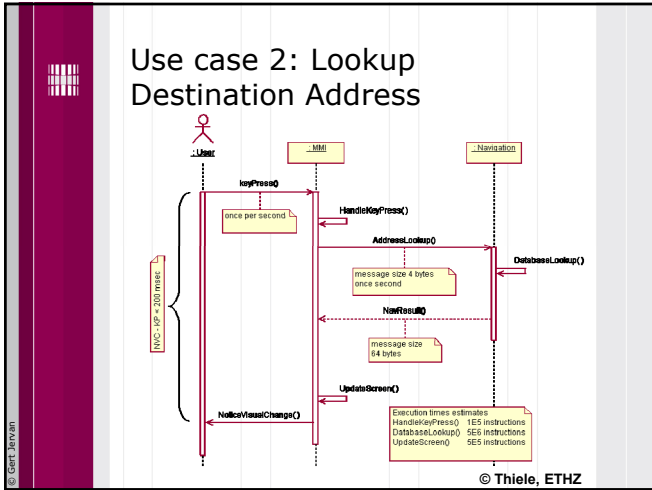 Use case 2: Lookup
Destination Address
: User
: MMI
: Navigation
keyPress()
once per second
HandleKeyPress()
AddressLookup()
DatabaseLookup()
message size 4 bytes
once second
NavResult()
message size
64 bytes
NVC - KP < 200 msec
UpdateScreen()
NoticeVisualChange()
Execution times estimates
HandleKeyPress() 1E5 instructions
DatabaseLookup() 5E6 instructions
UpdateScreen() 5E5 instructions
© Gert Jervan
© Thiele, ETHZ